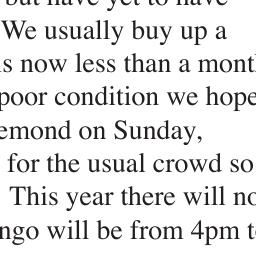 but have yet to have
We usually buy up a
s now less than a mont
poor condition we hope
emond on Sunday,
for the usual crowd so
This year there will no
ngo will be from 4pm t